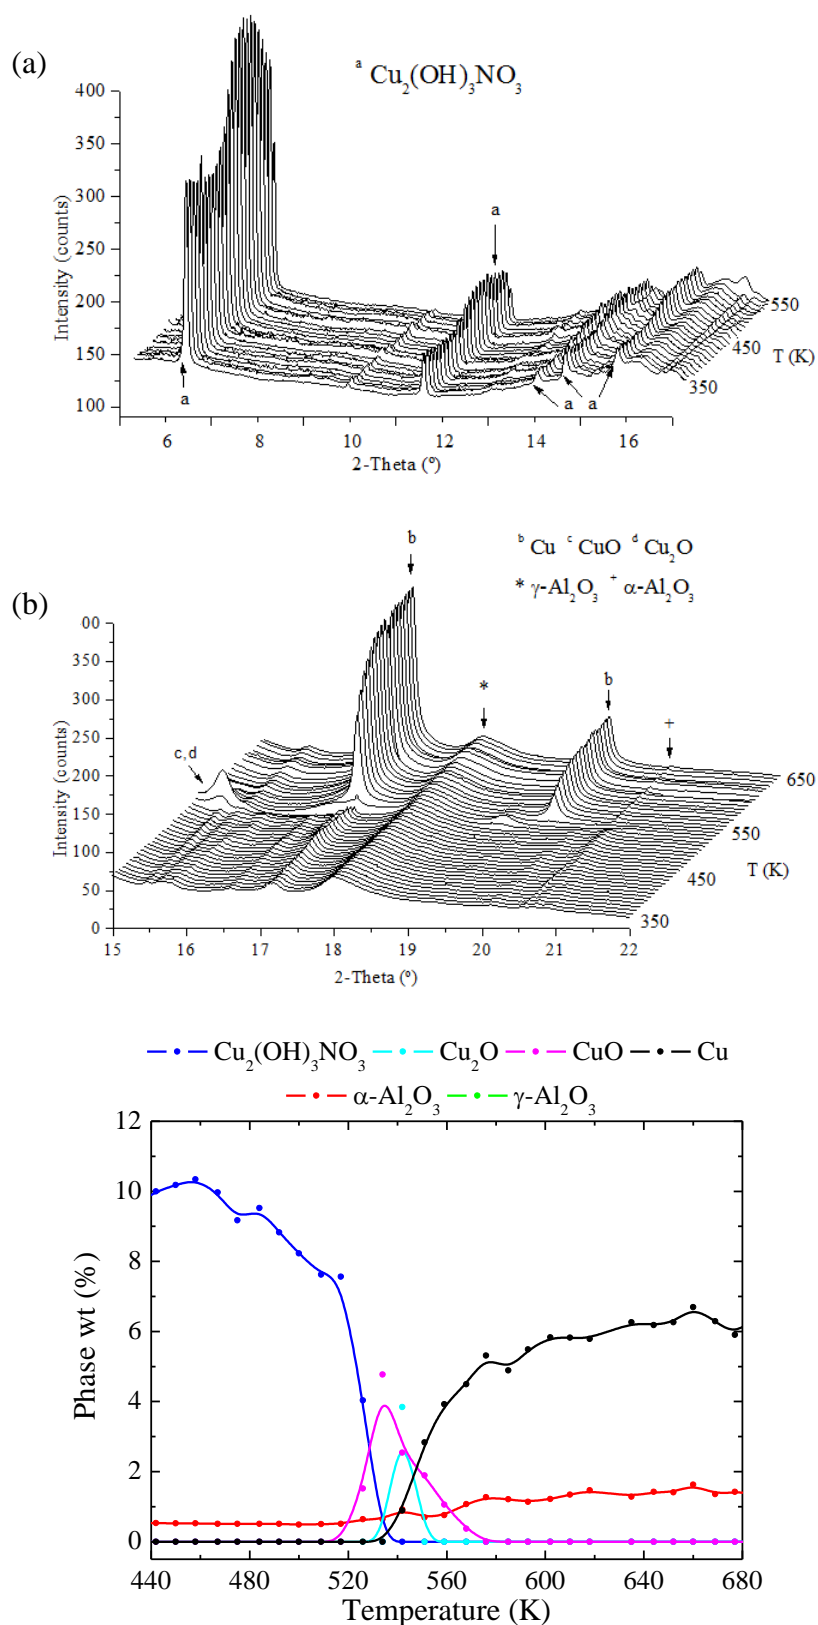 (a)
ᵃ Cu₂(OH)₃NO₃
400
350
300
250
200
150
100
Intensity (counts)
a
a
a
a
550
450
350
T (K)
6 8 10 12 14 16
2-Theta (º)
(b)
ᵇ Cu ᶜ CuO ᵈ Cu₂O
* γ-Al₂O₃ ⁺ α-Al₂O₃
b
*
b
+
c,d
00
350
300
250
200
150
100
50
0
Intensity (counts)
650
550
450
350
T (K)
15 16 17 18 19 20 21 22
2-Theta (º)
Cu₂(OH)₃NO₃ Cu₂O CuO Cu
α-Al₂O₃ γ-Al₂O₃
12
10
8
6
4
2
0
Phase wt (%)
440 480 520 560 600 640 680
Temperature (K)